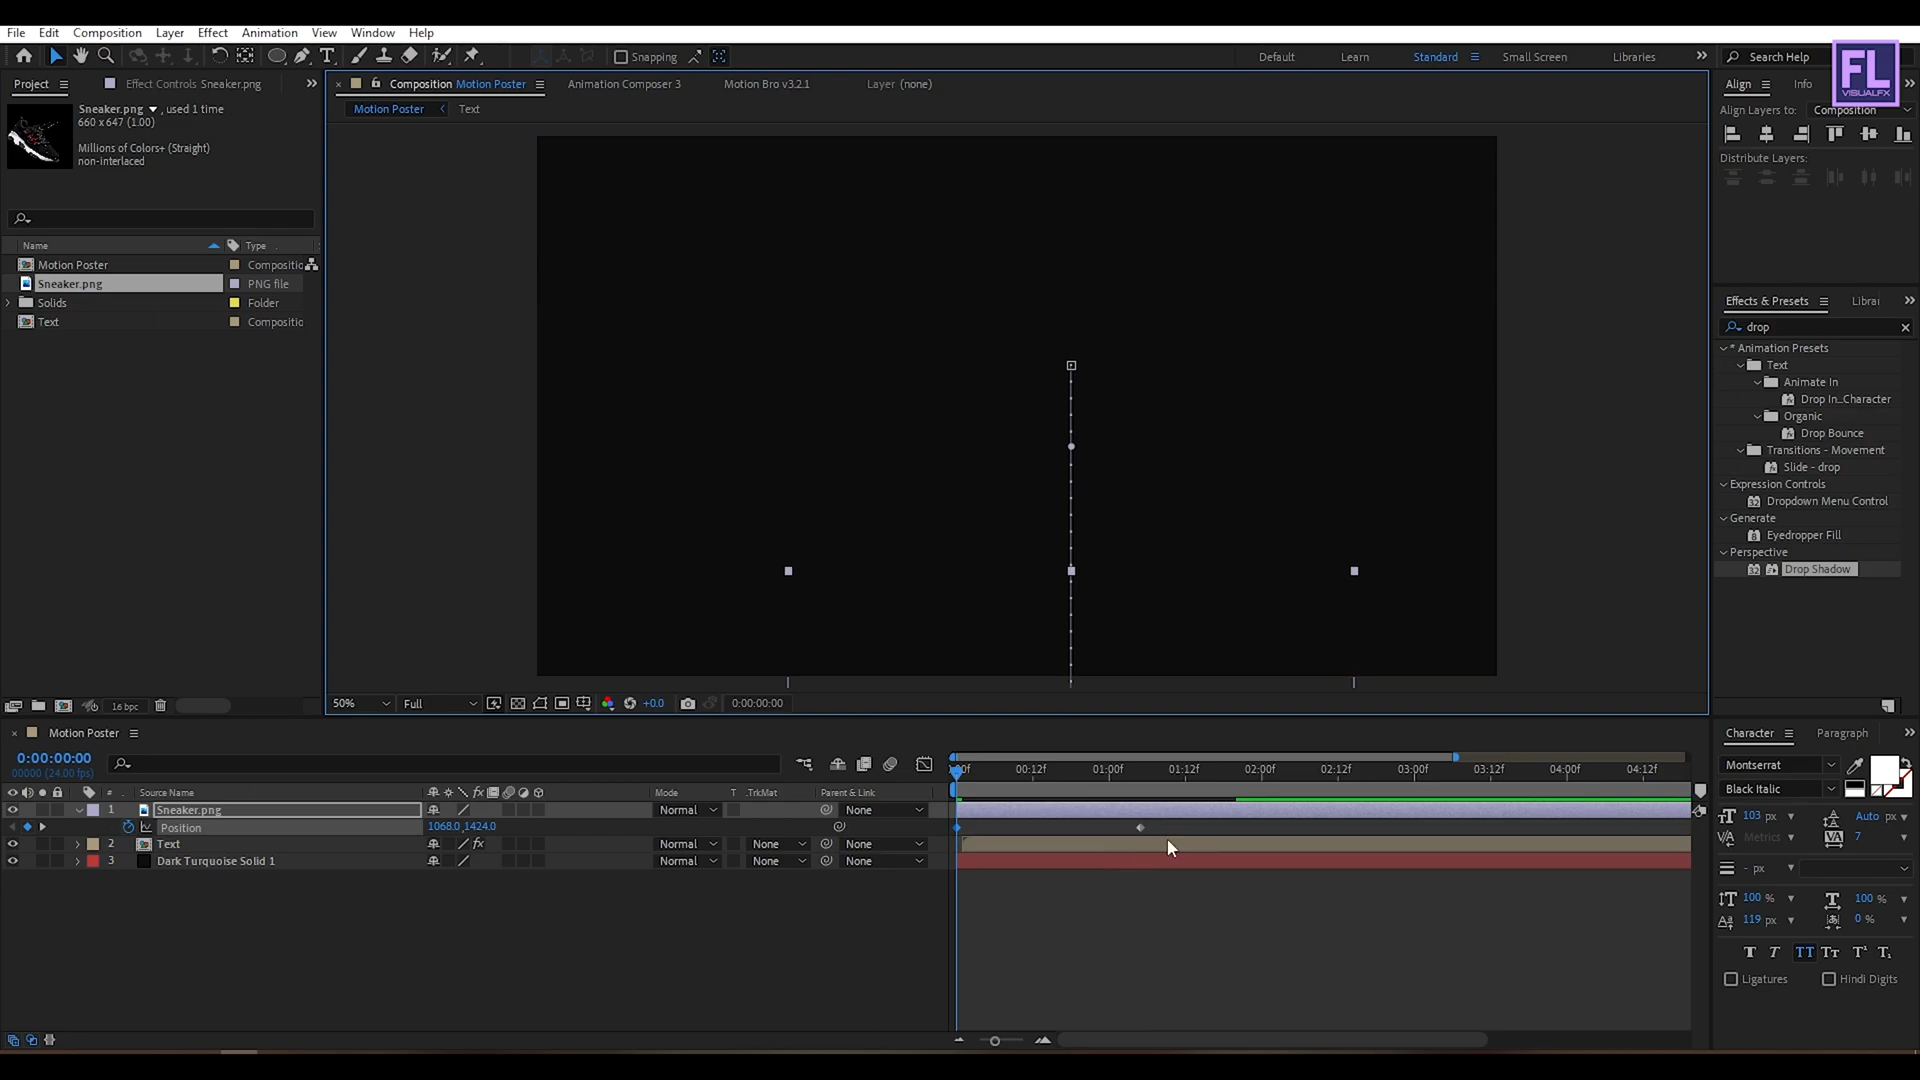 File Edit Composition Layer Effect Animation View Window Help
Snapping
Default Learn Standard Small Screen Libraries
Search Help
FL
VISUALFX
Project
Effect Controls Sneaker.png
Composition Motion Poster
Animation Composer 3
Motion Bro v3.2.1
Layer (none)
Align
Info
Motion Poster
Text
Align Layers to: Composition
Distribute Layers:
Sneaker.png , used 1 time
660 x 647 (1.00)
Millions of Colors+ (Straight)
non-interlaced
Name Type
Motion Poster Compositio
Sneaker.png PNG file
Solids Folder
Text Compositio
Effects & Presets
Librai
drop
* Animation Presets
Text
Animate In
Drop In_Character
Organic
Drop Bounce
Transitions - Movement
Slide - drop
Expression Controls
Dropdown Menu Control
Generate
Eyedropper Fill
Perspective
Drop Shadow
16 bpc
50%
Full
+0.0
0:00:00:00
Motion Poster
0:00:00:00
00000 (24.00 fps)
00:12f 01:00f 01:12f 02:00f 02:12f 03:00f 03:12f 04:00f 04:12f
# Source Name
Mode T .TrkMat Parent & Link
1 Sneaker.png Normal None
Position 1068.0,1424.0
2 Text Normal None None
3 Dark Turquoise Solid 1 Normal None None
Character
Paragraph
Montserrat
Black Italic
103 px
Auto px
Metrics
7
- px
100 %
100 %
119 px
0 %
Ligatures
Hindi Digits